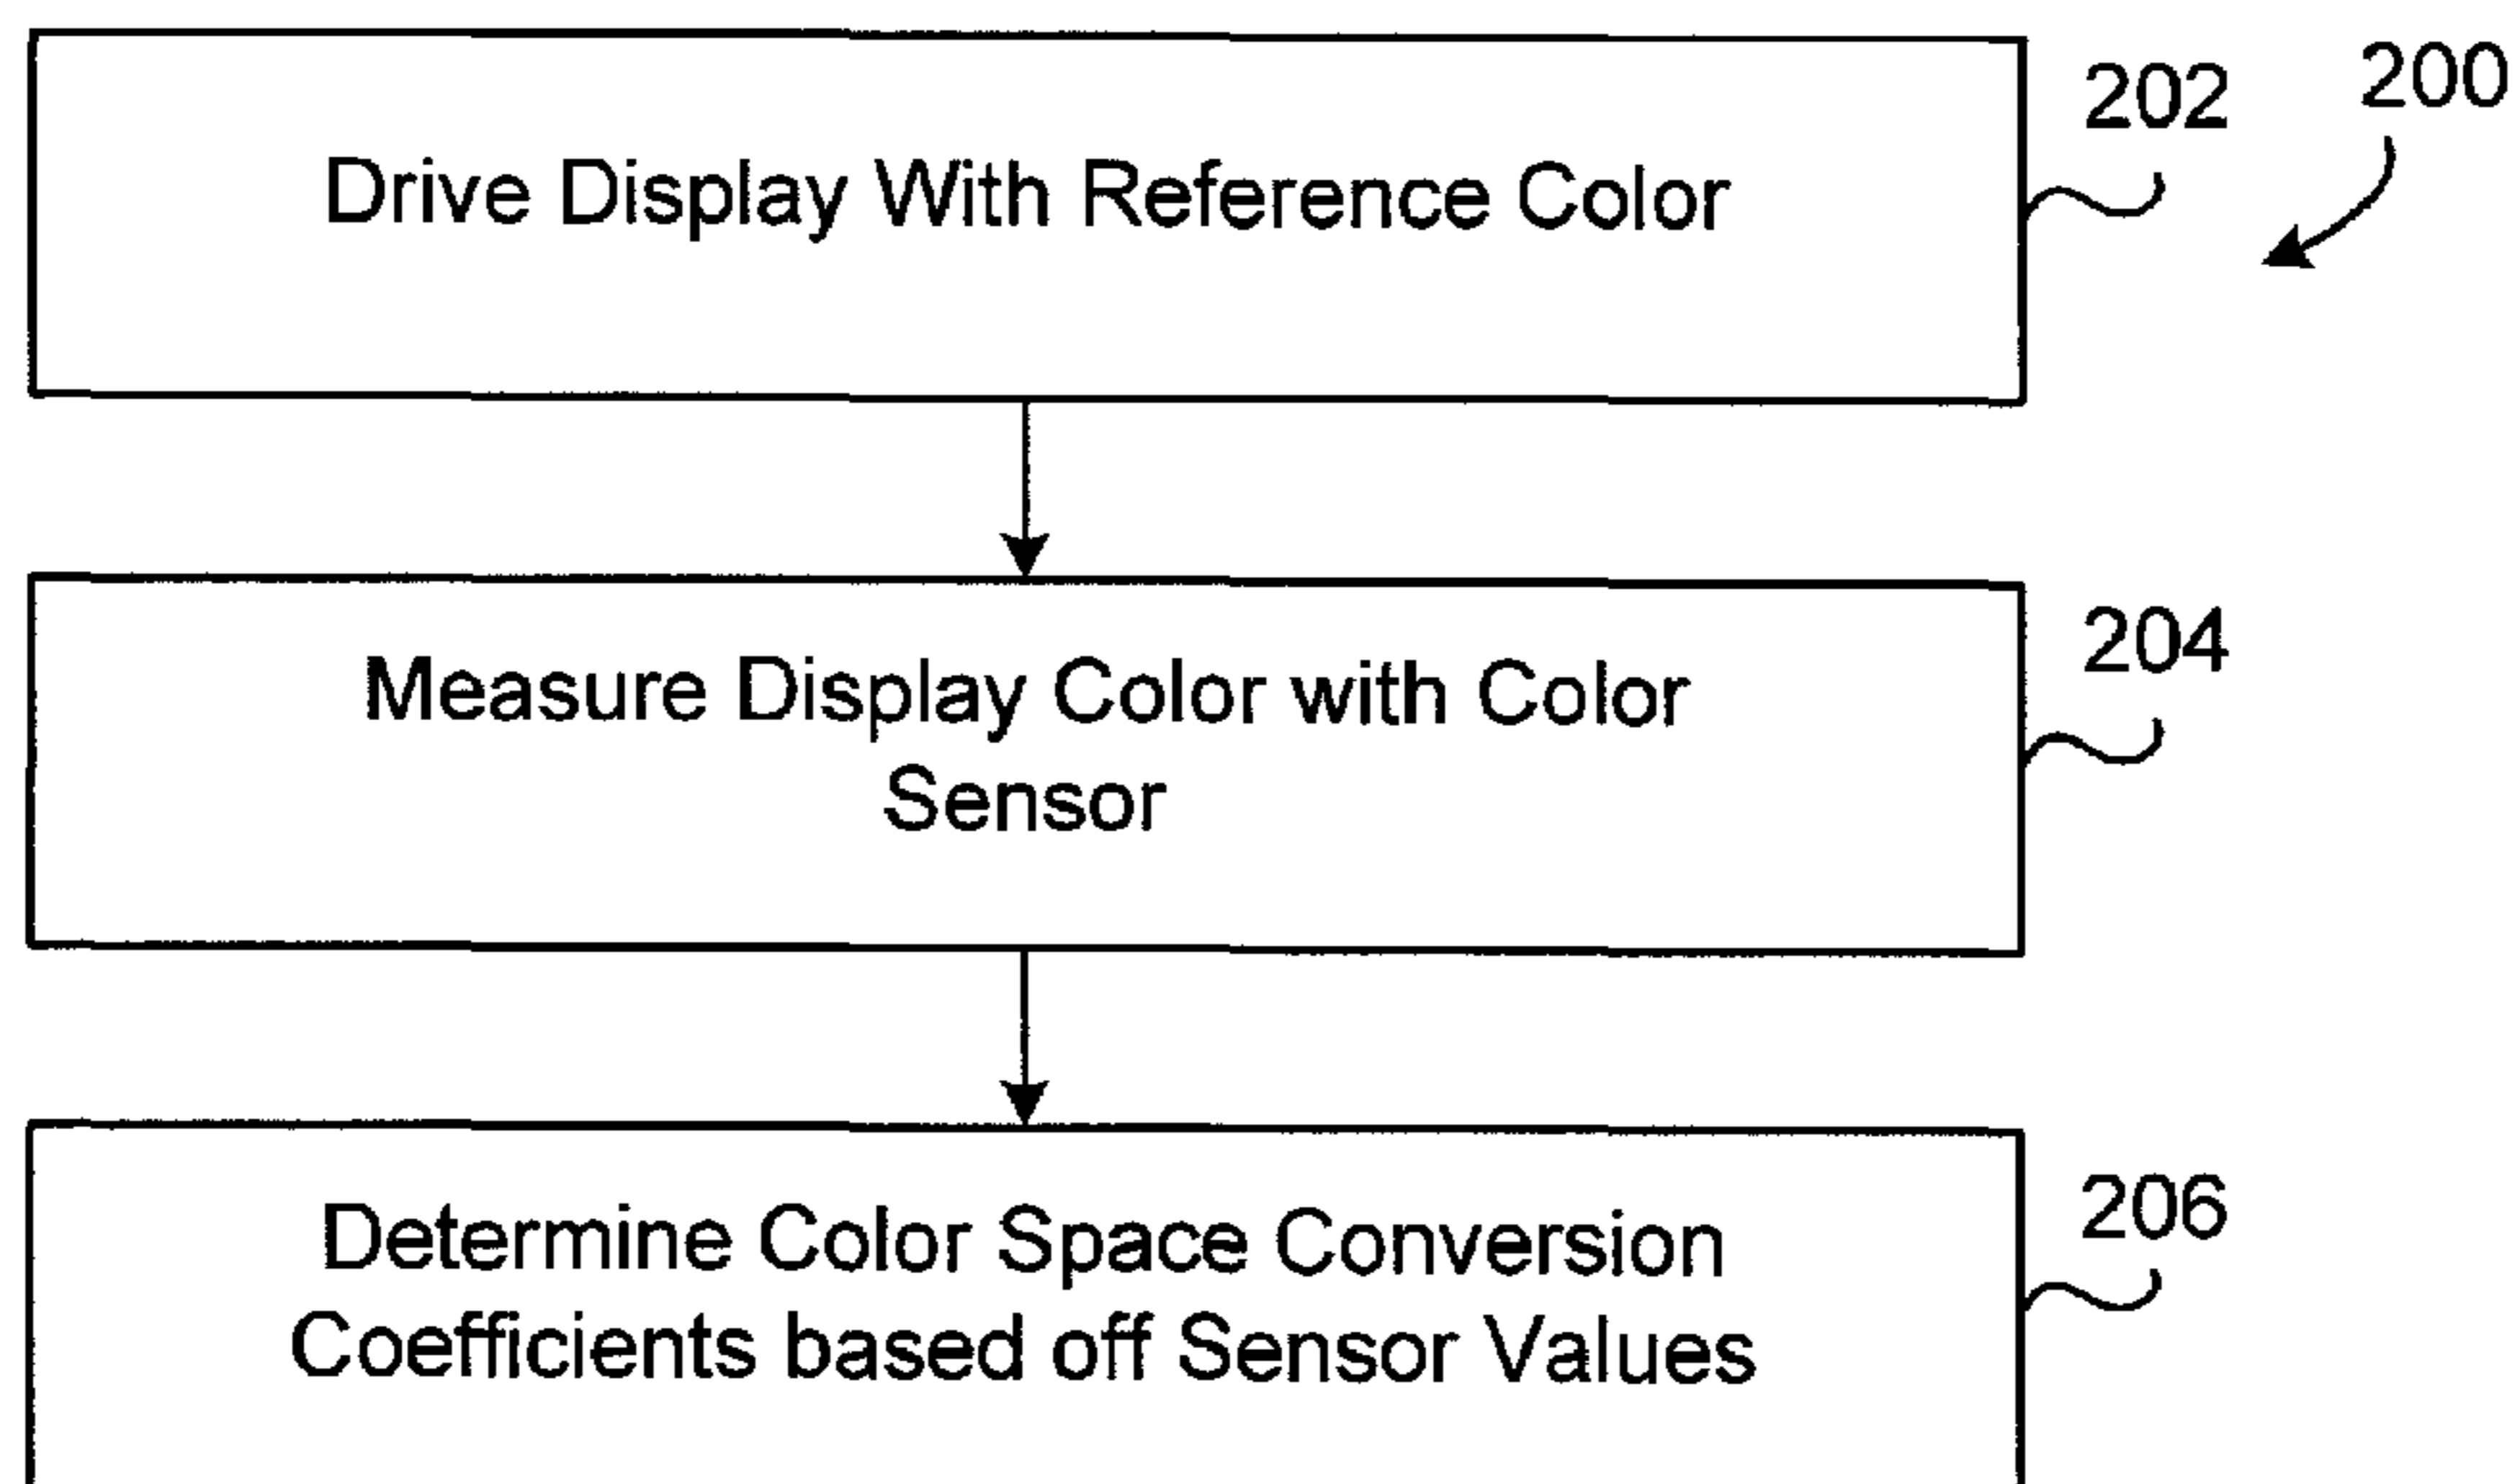 200
202
Drive Display With Reference Color
204
Measure Display Color with Color
Sensor
206
Determine Color Space Conversion
Coefficients based off Sensor Values